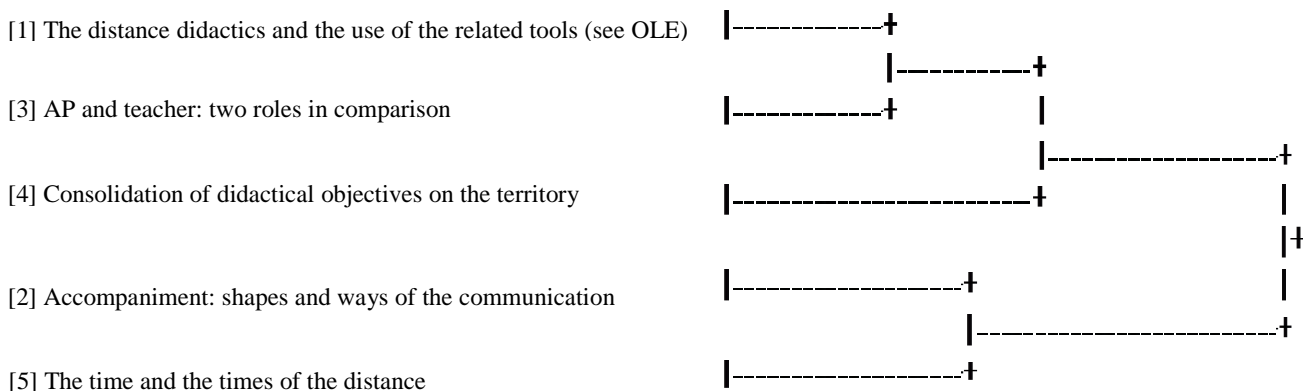 [1] The distance didactics and the use of the related tools (see OLE)
[3] AP and teacher: two roles in comparison
[4] Consolidation of didactical objectives on the territory
[2] Accompaniment: shapes and ways of the communication
[5] The time and the times of the distance